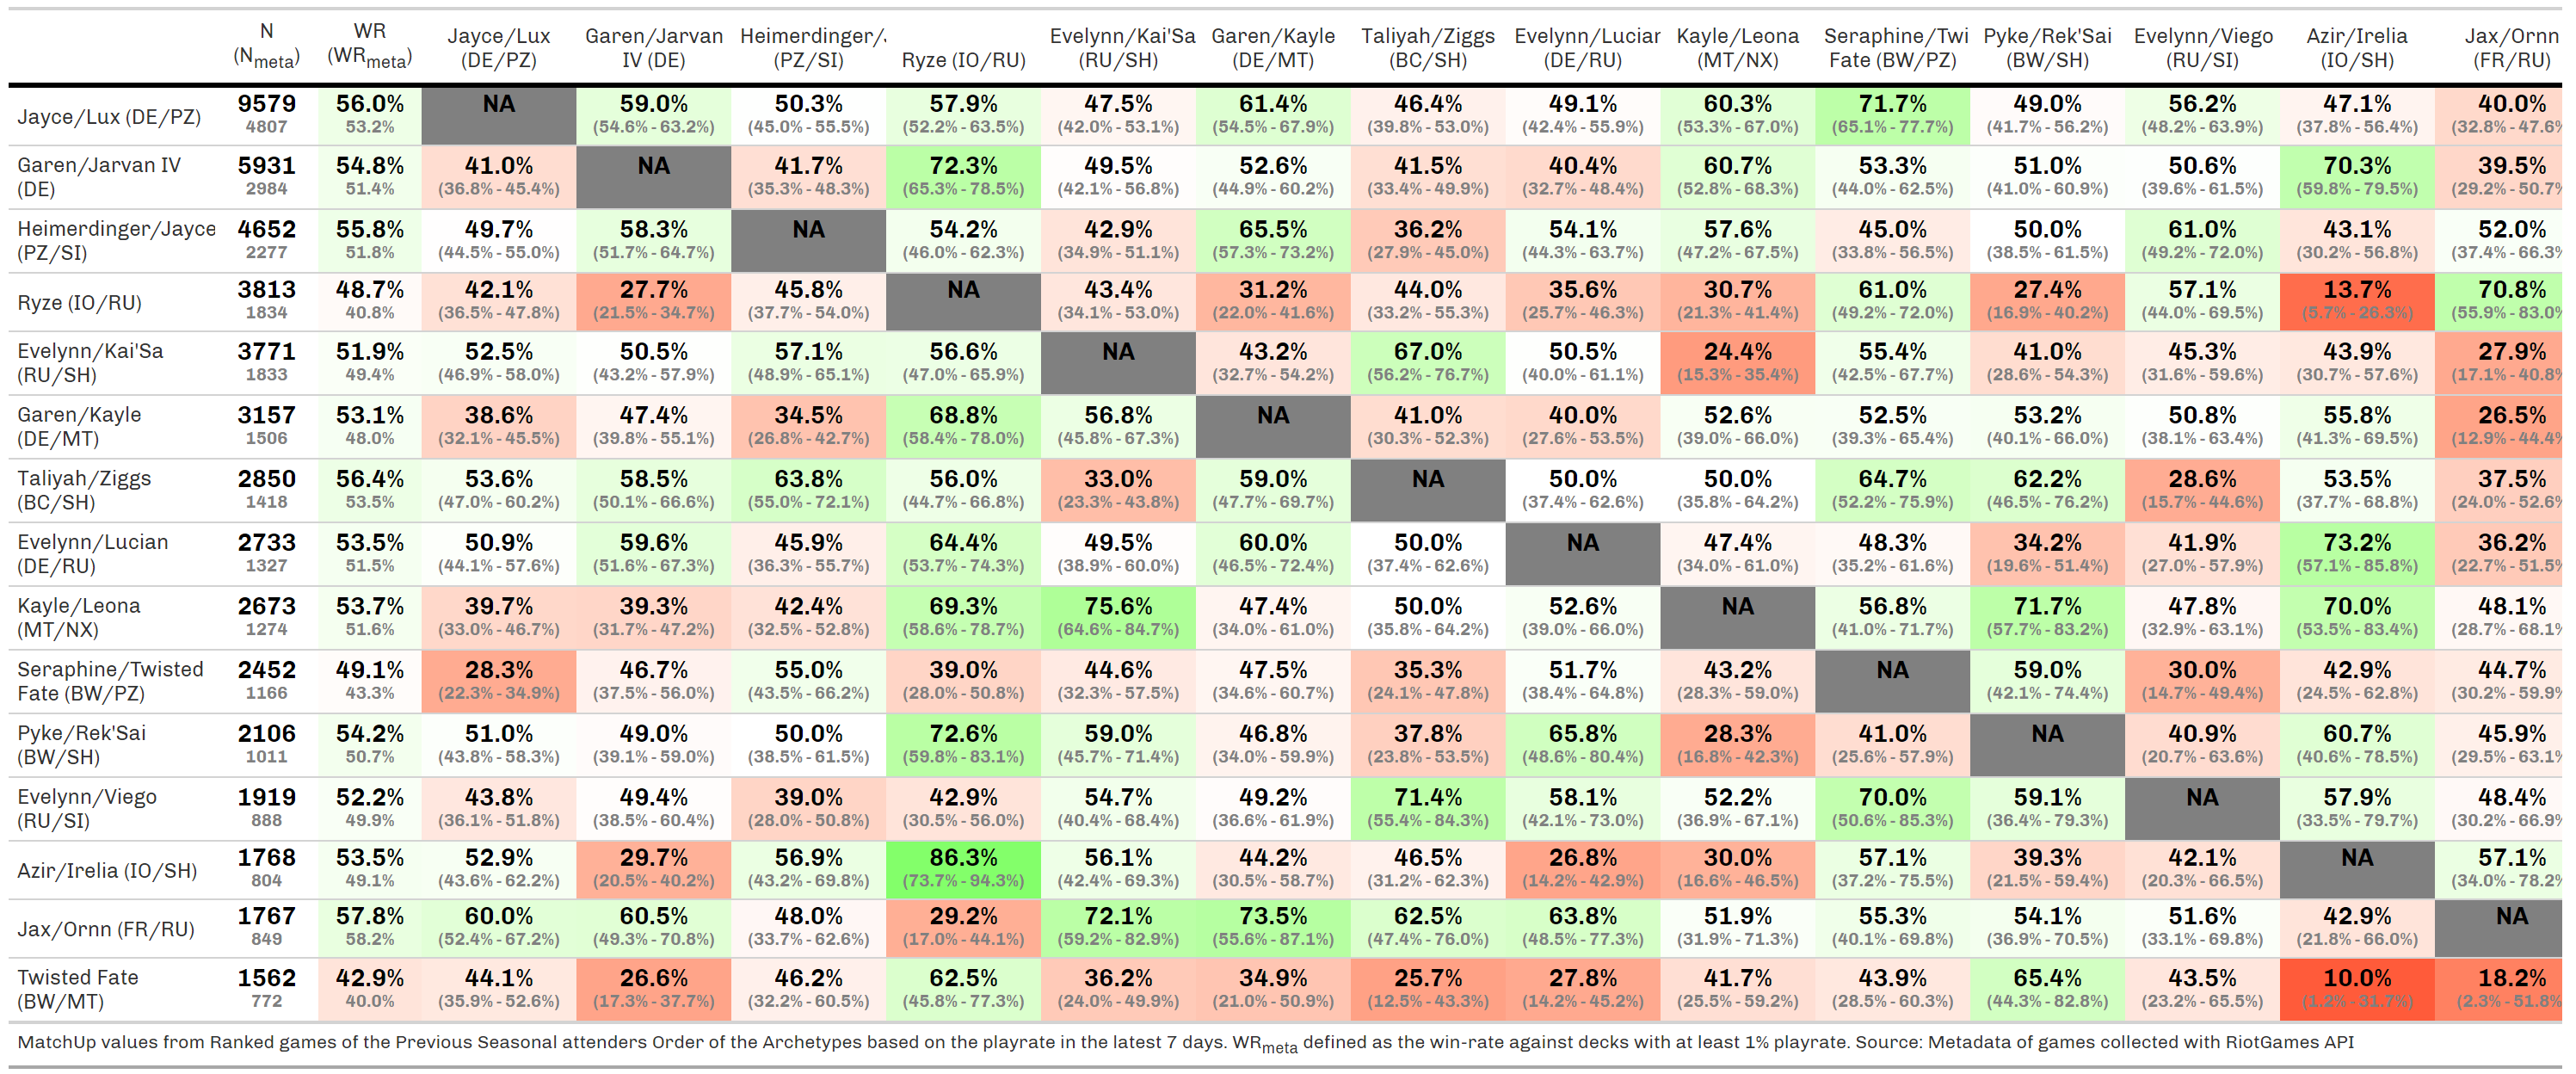 N WR Jayce/Lux Garen/Jarvan Heimerdinger/ Evelynn/Kai'Sa Garen/Kayle Taliyah/Ziggs Evelynn/Lucian Kayle/Leona Seraphine/Twi Pyke/Rek'Sai Evelynn/Viego Azir/Irelia Jax/Ornn
(Nmeta) (WRmeta) (DE/PZ) IV (DE) (PZ/SI) Ryze (IO/RU) (RU/SH) (DE/MT) (BC/SH) (DE/RU) (MT/NX) Fate (BW/PZ) (BW/SH) (RU/SI) (IO/SH) (FR/RU)
Jayce/Lux (DE/PZ) 9579 56.0% NA 59.0% 50.3% 57.9% 47.5% 61.4% 46.4% 49.1% 60.3% 71.7% 49.0% 56.2% 47.1% 40.0%
4807 53.2% (54.6% - 63.2%) (45.0% - 55.5%) (52.2% - 63.5%) (42.0% - 53.1%) (54.5% - 67.9%) (39.8% - 53.0%) (42.4% - 55.9%) (53.3% - 67.0%) (65.1% - 77.7%) (41.7% - 56.2%) (48.2% - 63.9%) (37.8% - 56.4%) (32.8% - 47.6%
Garen/Jarvan IV 5931 54.8% 41.0% NA 41.7% 72.3% 49.5% 52.6% 41.5% 40.4% 60.7% 53.3% 51.0% 50.6% 70.3% 39.5%
(DE) 2984 51.4% (36.8% - 45.4%) (35.3% - 48.3%) (65.3% - 78.5%) (42.1% - 56.8%) (44.9% - 60.2%) (33.4% - 49.9%) (32.7% - 48.4%) (52.8% - 68.3%) (44.0% - 62.5%) (41.0% - 60.9%) (39.6% - 61.5%) (59.8% - 79.5%) (29.2% - 50.7%
Heimerdinger/Jayce 4652 55.8% 49.7% 58.3% NA 54.2% 42.9% 65.5% 36.2% 54.1% 57.6% 45.0% 50.0% 61.0% 43.1% 52.0%
(PZ/SI) 2277 51.8% (44.5% - 55.0%) (51.7% - 64.7%) (46.0% - 62.3%) (34.9% - 51.1%) (57.3% - 73.2%) (27.9% - 45.0%) (44.3% - 63.7%) (47.2% - 67.5%) (33.8% - 56.5%) (38.5% - 61.5%) (49.2% - 72.0%) (30.2% - 56.8%) (37.4% - 66.3%
Ryze (IO/RU) 3813 48.7% 42.1% 27.7% 45.8% NA 43.4% 31.2% 44.0% 35.6% 30.7% 61.0% 27.4% 57.1% 13.7% 70.8%
1834 40.8% (36.5% - 47.8%) (21.5% - 34.7%) (37.7% - 54.0%) (34.1% - 53.0%) (22.0% - 41.6%) (33.2% - 55.3%) (25.7% - 46.3%) (21.3% - 41.4%) (49.2% - 72.0%) (16.9% - 40.2%) (44.0% - 69.5%) (5.7% - 26.3%) (55.9% - 83.0%
Evelynn/Kai'Sa 3771 51.9% 52.5% 50.5% 57.1% 56.6% NA 43.2% 67.0% 50.5% 24.4% 55.4% 41.0% 45.3% 43.9% 27.9%
(RU/SH) 1833 49.4% (46.9% - 58.0%) (43.2% - 57.9%) (48.9% - 65.1%) (47.0% - 65.9%) (32.7% - 54.2%) (56.2% - 76.7%) (40.0% - 61.1%) (15.3% - 35.4%) (42.5% - 67.7%) (28.6% - 54.3%) (31.6% - 59.6%) (30.7% - 57.6%) (17.1% - 40.8%
Garen/Kayle 3157 53.1% 38.6% 47.4% 34.5% 68.8% 56.8% NA 41.0% 40.0% 52.6% 52.5% 53.2% 50.8% 55.8% 26.5%
(DE/MT) 1506 48.0% (32.1% - 45.5%) (39.8% - 55.1%) (26.8% - 42.7%) (58.4% - 78.0%) (45.8% - 67.3%) (30.3% - 52.3%) (27.6% - 53.5%) (39.0% - 66.0%) (39.3% - 65.4%) (40.1% - 66.0%) (38.1% - 63.4%) (41.3% - 69.5%) (12.9% - 44.4%
Taliyah/Ziggs 2850 56.4% 53.6% 58.5% 63.8% 56.0% 33.0% 59.0% NA 50.0% 50.0% 64.7% 62.2% 28.6% 53.5% 37.5%
(BC/SH) 1418 53.5% (47.0% - 60.2%) (50.1% - 66.6%) (55.0% - 72.1%) (44.7% - 66.8%) (23.3% - 43.8%) (47.7% - 69.7%) (37.4% - 62.6%) (35.8% - 64.2%) (52.2% - 75.9%) (46.5% - 76.2%) (15.7% - 44.6%) (37.7% - 68.8%) (24.0% - 52.6%
Evelynn/Lucian 2733 53.5% 50.9% 59.6% 45.9% 64.4% 49.5% 60.0% 50.0% NA 47.4% 48.3% 34.2% 41.9% 73.2% 36.2%
(DE/RU) 1327 51.5% (44.1% - 57.6%) (51.6% - 67.3%) (36.3% - 55.7%) (53.7% - 74.3%) (38.9% - 60.0%) (46.5% - 72.4%) (37.4% - 62.6%) (34.0% - 61.0%) (35.2% - 61.6%) (19.6% - 51.4%) (27.0% - 57.9%) (57.1% - 85.8%) (22.7% - 51.5%
Kayle/Leona 2673 53.7% 39.7% 39.3% 42.4% 69.3% 75.6% 47.4% 50.0% 52.6% NA 56.8% 71.7% 47.8% 70.0% 48.1%
(MT/NX) 1274 51.6% (33.0% - 46.7%) (31.7% - 47.2%) (32.5% - 52.8%) (58.6% - 78.7%) (64.6% - 84.7%) (34.0% - 61.0%) (35.8% - 64.2%) (39.0% - 66.0%) (41.0% - 71.7%) (57.7% - 83.2%) (32.9% - 63.1%) (53.5% - 83.4%) (28.7% - 68.1%
Seraphine/Twisted 2452 49.1% 28.3% 46.7% 55.0% 39.0% 44.6% 47.5% 35.3% 51.7% 43.2% NA 59.0% 30.0% 42.9% 44.7%
Fate (BW/PZ) 1166 43.3% (22.3% - 34.9%) (37.5% - 56.0%) (43.5% - 66.2%) (28.0% - 50.8%) (32.3% - 57.5%) (34.6% - 60.7%) (24.1% - 47.8%) (38.4% - 64.8%) (28.3% - 59.0%) (42.1% - 74.4%) (14.7% - 49.4%) (24.5% - 62.8%) (30.2% - 59.9%
Pyke/Rek'Sai 2106 54.2% 51.0% 49.0% 50.0% 72.6% 59.0% 46.8% 37.8% 65.8% 28.3% 41.0% NA 40.9% 60.7% 45.9%
(BW/SH) 1011 50.7% (43.8% - 58.3%) (39.1% - 59.0%) (38.5% - 61.5%) (59.8% - 83.1%) (45.7% - 71.4%) (34.0% - 59.9%) (23.8% - 53.5%) (48.6% - 80.4%) (16.8% - 42.3%) (25.6% - 57.9%) (20.7% - 63.6%) (40.6% - 78.5%) (29.5% - 63.1%
Evelynn/Viego 1919 52.2% 43.8% 49.4% 39.0% 42.9% 54.7% 49.2% 71.4% 58.1% 52.2% 70.0% 59.1% NA 57.9% 48.4%
(RU/SI) 888 49.9% (36.1% - 51.8%) (38.5% - 60.4%) (28.0% - 50.8%) (30.5% - 56.0%) (40.4% - 68.4%) (36.6% - 61.9%) (55.4% - 84.3%) (42.1% - 73.0%) (36.9% - 67.1%) (50.6% - 85.3%) (36.4% - 79.3%) (33.5% - 79.7%) (30.2% - 66.9%
Azir/Irelia (IO/SH) 1768 53.5% 52.9% 29.7% 56.9% 86.3% 56.1% 44.2% 46.5% 26.8% 30.0% 57.1% 39.3% 42.1% NA 57.1%
804 49.1% (43.6% - 62.2%) (20.5% - 40.2%) (43.2% - 69.8%) (73.7% - 94.3%) (42.4% - 69.3%) (30.5% - 58.7%) (31.2% - 62.3%) (14.2% - 42.9%) (16.6% - 46.5%) (37.2% - 75.5%) (21.5% - 59.4%) (20.3% - 66.5%) (34.0% - 78.2%
Jax/Ornn (FR/RU) 1767 57.8% 60.0% 60.5% 48.0% 29.2% 72.1% 73.5% 62.5% 63.8% 51.9% 55.3% 54.1% 51.6% 42.9% NA
849 58.2% (52.4% - 67.2%) (49.3% - 70.8%) (33.7% - 62.6%) (17.0% - 44.1%) (59.2% - 82.9%) (55.6% - 87.1%) (47.4% - 76.0%) (48.5% - 77.3%) (31.9% - 71.3%) (40.1% - 69.8%) (36.9% - 70.5%) (33.1% - 69.8%) (21.8% - 66.0%)
Twisted Fate 1562 42.9% 44.1% 26.6% 46.2% 62.5% 36.2% 34.9% 25.7% 27.8% 41.7% 43.9% 65.4% 43.5% 10.0% 18.2%
(BW/MT) 772 40.0% (35.9% - 52.6%) (17.3% - 37.7%) (32.2% - 60.5%) (45.8% - 77.3%) (24.0% - 49.9%) (21.0% - 50.9%) (12.5% - 43.3%) (14.2% - 45.2%) (25.5% - 59.2%) (28.5% - 60.3%) (44.3% - 82.8%) (23.2% - 65.5%) (1.2% - 31.7%) (2.3% - 51.8%
MatchUp values from Ranked games of the Previous Seasonal attenders Order of the Archetypes based on the playrate in the latest 7 days. WRmeta defined as the win-rate against decks with at least 1% playrate. Source: Metadata of games collected with RiotGames API